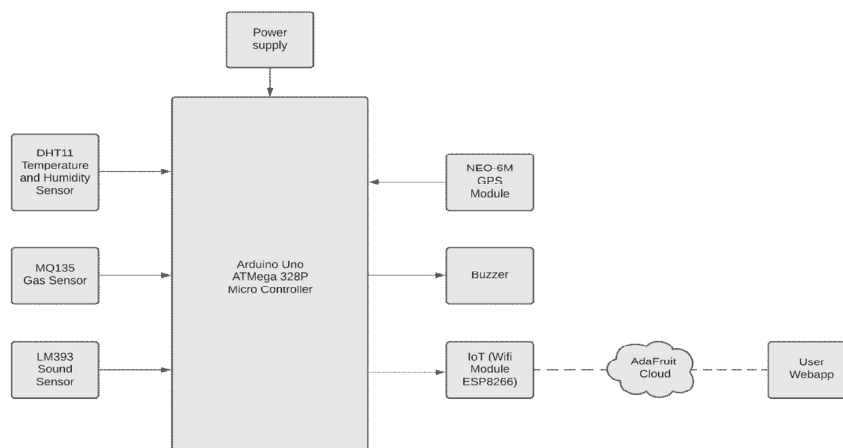 Power
supply
DHT11
Temperature
and Humidity
Sensor
NEO-6M
GPS
Module
MQ135
Gas Sensor
Arduino Uno
ATMega 328P
Micro Controller
Buzzer
LM393
Sound
Sensor
IoT (Wifi
Module
ESP8266)
AdaFruit
Cloud
User
Webapp